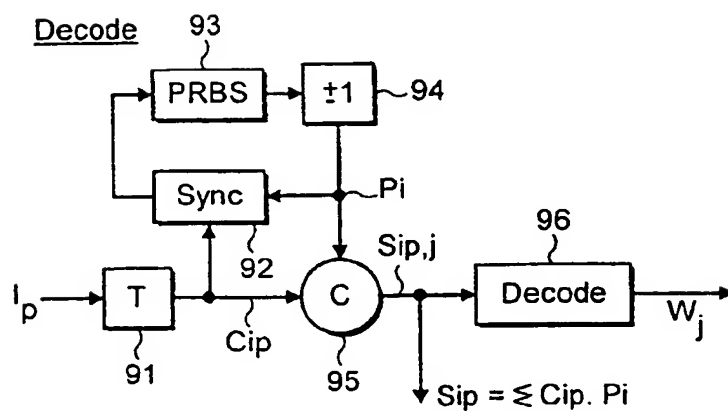 Decode
93
PRBS
±1
94
Sync
Pi
92
Sip,j
96
Ip
T
Cip
C
Decode
Wj
91
95
Sip = ≶ Cip. Pi